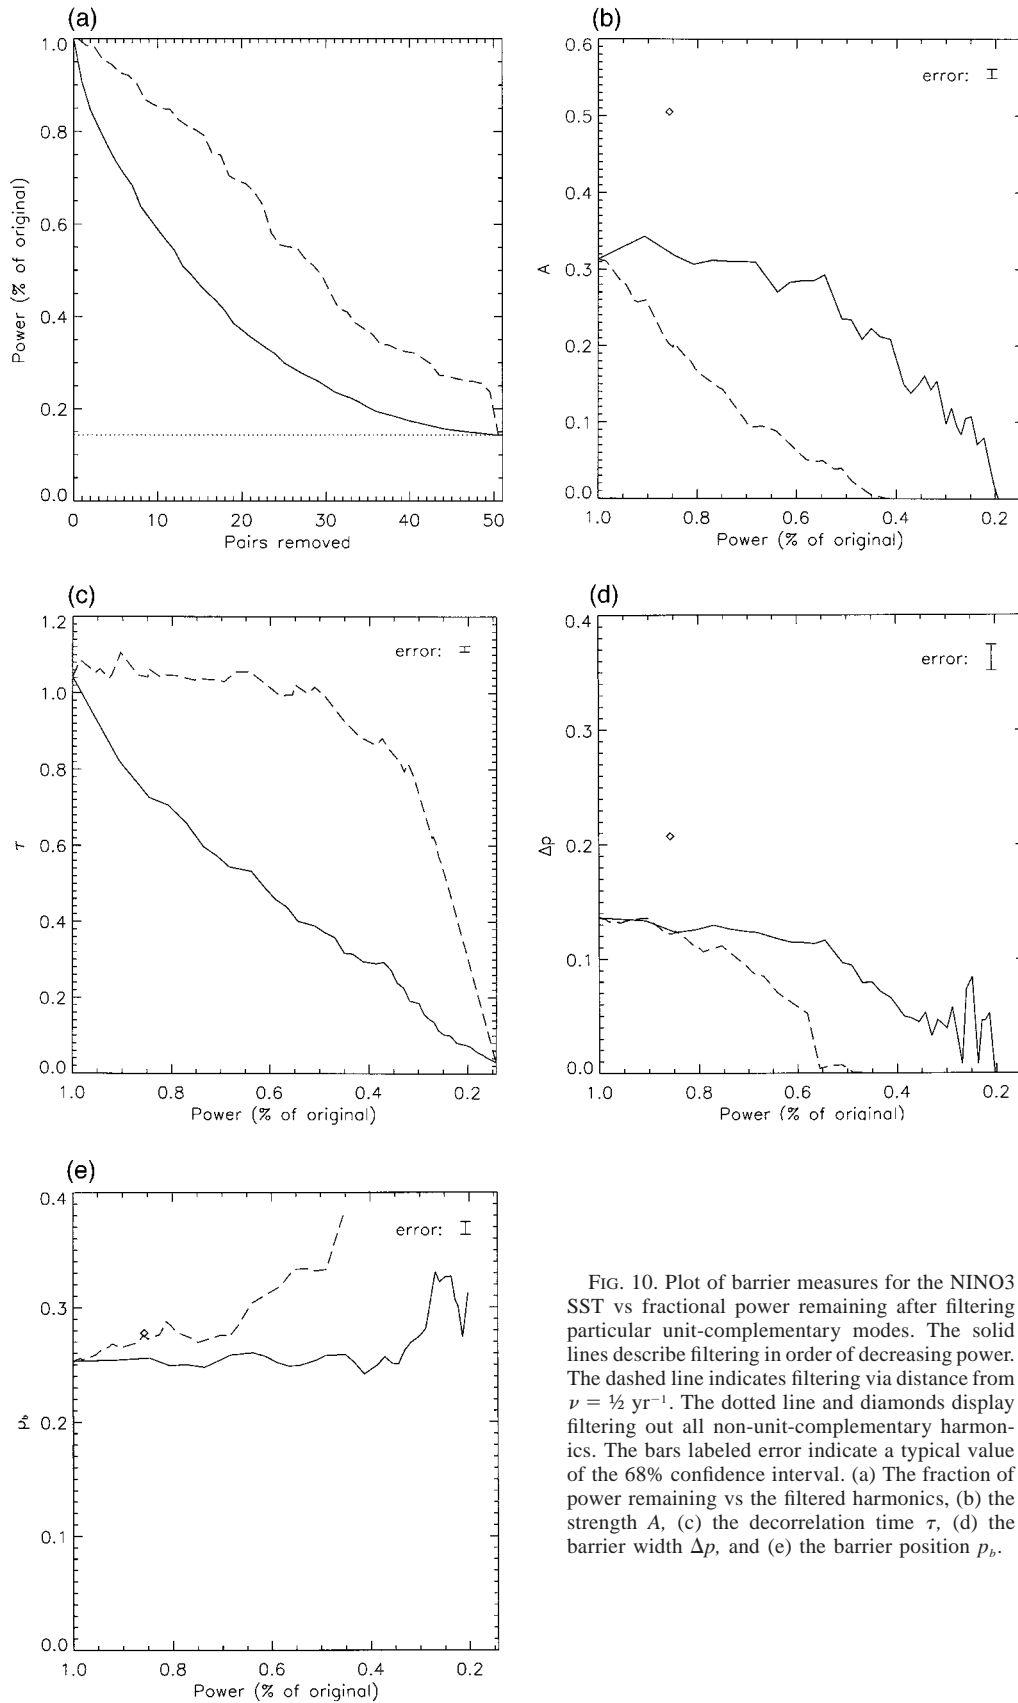 (a)
1.0
0.8
0.6
0.4
0.2
0.0
Power (% of original)
0 10 20 30 40 50
Pairs removed
(b)
0.6
0.5
0.4
0.3
0.2
0.1
0.0
A
error:
1.0 0.8 0.6 0.4 0.2
Power (% of original)
(c)
1.2
1.0
0.8
0.6
0.4
0.2
0.0
τ
error:
1.0 0.8 0.6 0.4 0.2
Power (% of original)
(d)
0.4
0.3
0.2
0.1
0.0
Δp
error:
1.0 0.8 0.6 0.4 0.2
Power (% of original)
(e)
0.4
0.3
0.2
0.1
0.0
p_b
error:
1.0 0.8 0.6 0.4 0.2
Power (% of original)
FIG. 10. Plot of barrier measures for the NINO3
SST vs fractional power remaining after filtering
particular unit-complementary modes. The solid
lines describe filtering in order of decreasing power.
The dashed line indicates filtering via distance from
ν = ½ yr⁻¹. The dotted line and diamonds display
filtering out all non-unit-complementary harmon-
ics. The bars labeled error indicate a typical value
of the 68% confidence interval. (a) The fraction of
power remaining vs the filtered harmonics, (b) the
strength A, (c) the decorrelation time τ, (d) the
barrier width Δp, and (e) the barrier position p_b.